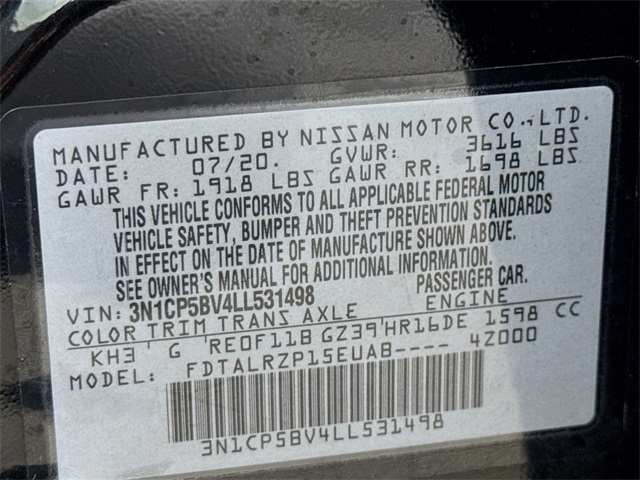 MANUFACTURED BY NISSAN MOTOR CO., LTD.
DATE: 07/20. GVWR: 3616 LBS
GAWR FR: 1918 LBS GAWR RR: 1698 LBS
THIS VEHICLE CONFORMS TO ALL APPLICABLE FEDERAL MOTOR
VEHICLE SAFETY, BUMPER AND THEFT PREVENTION STANDARDS
IN EFFECT ON THE DATE OF MANUFACTURE SHOWN ABOVE.
SEE OWNER'S MANUAL FOR ADDITIONAL INFORMATION.
VIN: 3N1CP5BV4LL531498 PASSENGER CAR.
COLOR TRIM TRANS AXLE ENGINE
KH3 G RE0F11B GZ39 HR16DE 1598 CC
MODEL: FDTALRZP15EUAB---- 4Z000
3N1CP5BV4LL531498